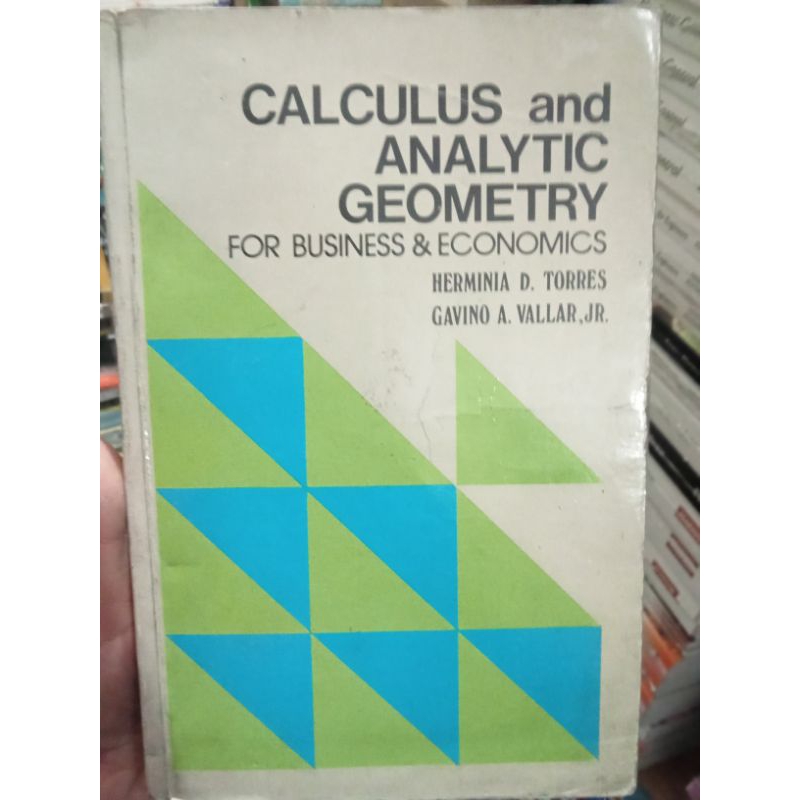 CALCULUS and
ANALYTIC
GEOMETRY
FOR BUSINESS & ECONOMICS
HERMINIA D. TORRES
GAVINO A. VALLAR, JR.